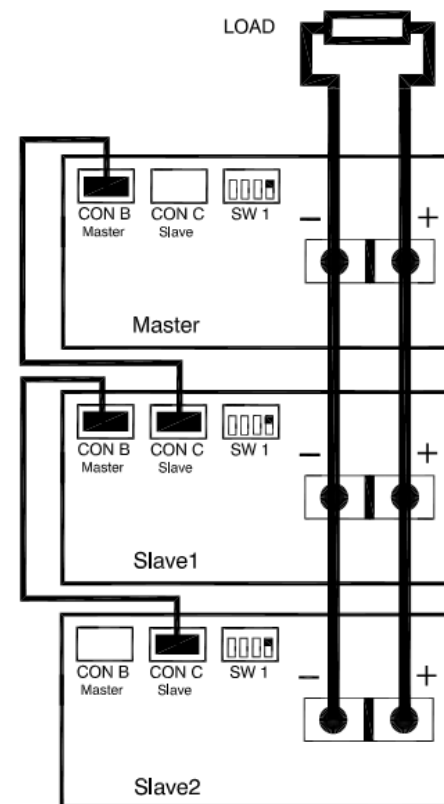 LOAD
CON B CON C SW 1
Master Slave
− +
Master
CON B CON C SW 1
Master Slave
− +
Slave1
CON B CON C SW 1
Master Slave
− +
Slave2